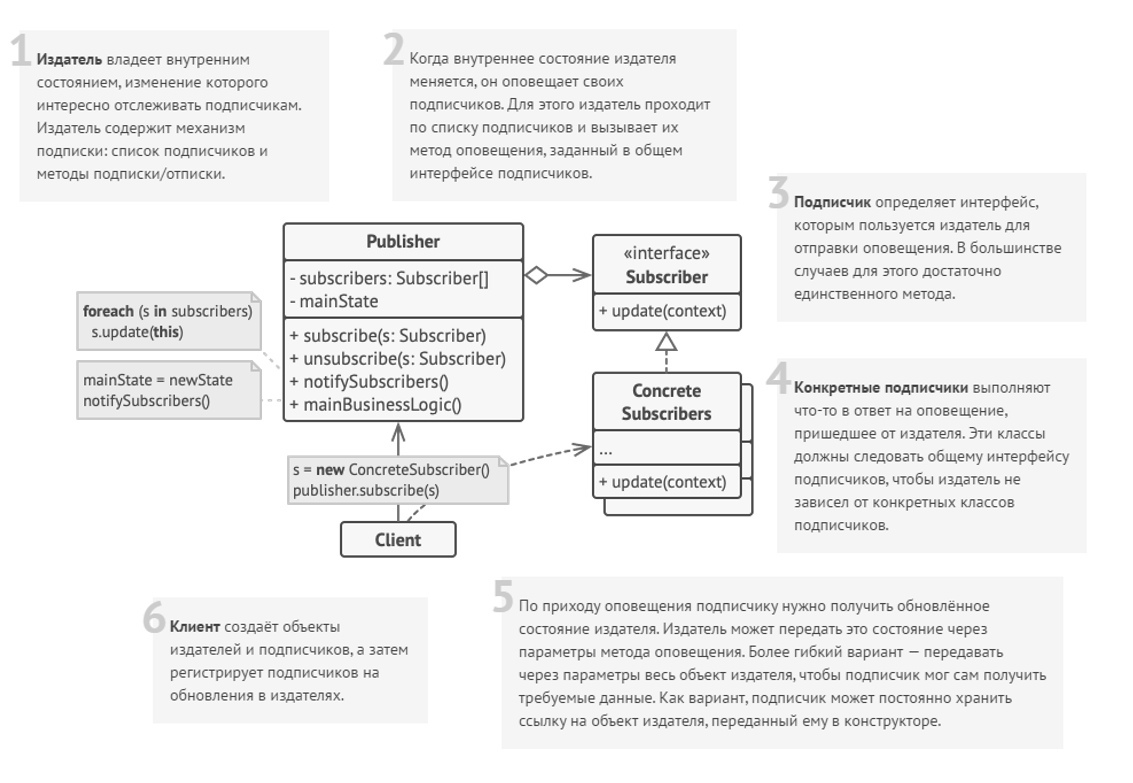 1
Издатель владеет внутренним
состоянием, изменение которого
интересно отслеживать подписчикам.
Издатель содержит механизм
подписки: список подписчиков и
методы подписки/отписки.
2
Когда внутреннее состояние издателя
меняется, он оповещает своих
подписчиков. Для этого издатель проходит
по списку подписчиков и вызывает их
метод оповещения, заданный в общем
интерфейсе подписчиков.
3
Подписчик определяет интерфейс,
которым пользуется издатель для
отправки оповещения. В большинстве
случаев для этого достаточно
единственного метода.
Publisher
- subscribers: Subscriber[]
- mainState
+ subscribe(s: Subscriber)
+ unsubscribe(s: Subscriber)
+ notifySubscribers()
+ mainBusinessLogic()
«interface»
Subscriber
+ update(context)
foreach (s in subscribers)
s.update(this)
mainState = newState
notifySubscribers()
Concrete
Subscribers
...
+ update(context)
4
Конкретные подписчики выполняют
что-то в ответ на оповещение,
пришедшее от издателя. Эти классы
должны следовать общему интерфейсу
подписчиков, чтобы издатель не
зависел от конкретных классов
подписчиков.
s = new ConcreteSubscriber()
publisher.subscribe(s)
Client
5
По приходу оповещения подписчику нужно получить обновлённое
состояние издателя. Издатель может передать это состояние через
параметры метода оповещения. Более гибкий вариант — передавать
через параметры весь объект издателя, чтобы подписчик мог сам получить
требуемые данные. Как вариант, подписчик может постоянно хранить
ссылку на объект издателя, переданный ему в конструкторе.
6
Клиент создаёт объекты
издателей и подписчиков, а затем
регистрирует подписчиков на
обновления в издателях.